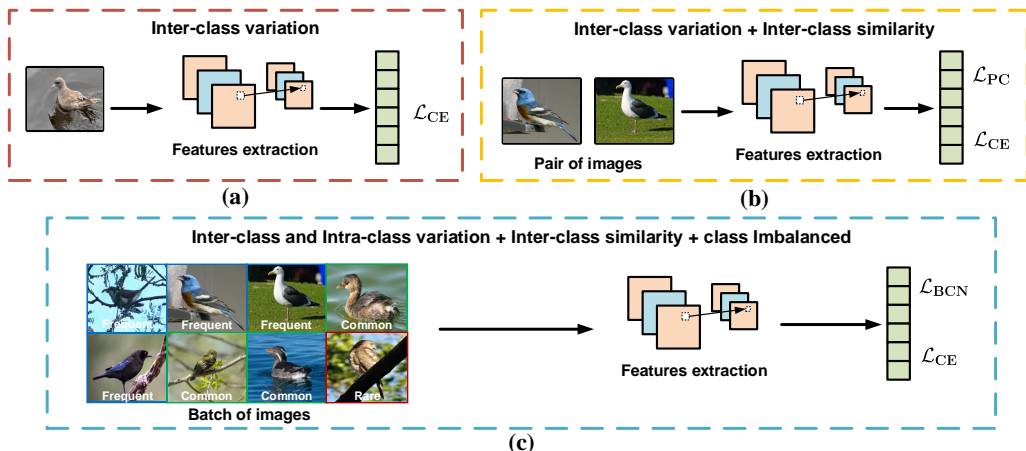 Inter-class variation
Features extraction
ℒCE
(a)
Inter-class variation + Inter-class similarity
Pair of images
Features extraction
ℒPC
ℒCE
(b)
Inter-class and Intra-class variation + Inter-class similarity + class Imbalanced
Frequent Frequent Frequent Common
Frequent Common Common Rare
Batch of images
Features extraction
ℒBCN
ℒCE
(c)